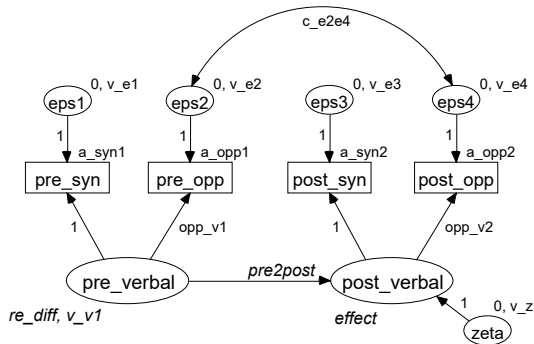 c_e2e4
0, v_e1
0, v_e2
0, v_e3
0, v_e4
eps1
eps2
eps3
eps4
1
1
1
1
a_syn1
a_opp1
a_syn2
a_opp2
pre_syn
pre_opp
post_syn
post_opp
1
opp_v1
1
opp_v2
pre_verbal
pre2post
post_verbal
re_diff, v_v1
effect
1
0, v_z
zeta